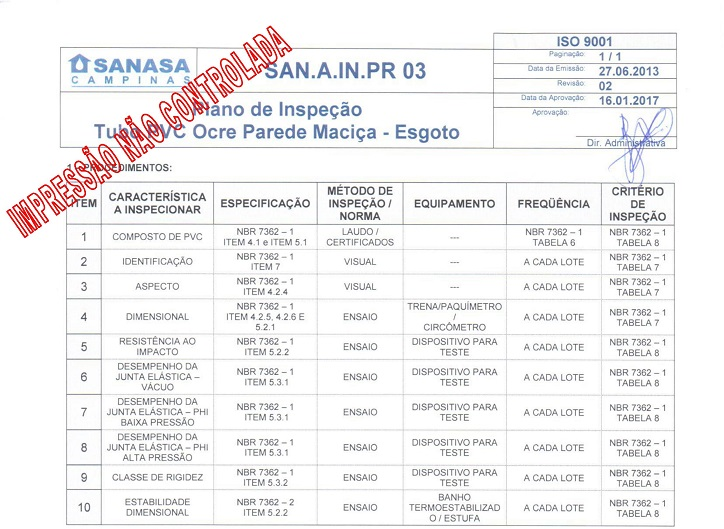 SANASA
CAMPINAS
SAN.A.IN.PR 03
ISO 9001
Paginação:
1 / 1
Data da Emissão:
27.06.2013
Revisão:
02
Data da Aprovação:
16.01.2017
Aprovação:
Dir. Administrativa
Plano de Inspeção
Tubo PVC Ocre Parede Maciça - Esgoto
IMPRESSÃO NÃO CONTROLADA
1. PROCEDIMENTOS:
ITEM
CARACTERÍSTICA
A INSPECIONAR
ESPECIFICAÇÃO
MÉTODO DE
INSPEÇÃO /
NORMA
EQUIPAMENTO
FREQÜÊNCIA
CRITÉRIO
DE
INSPEÇÃO
1
COMPOSTO DE PVC
NBR 7362 – 1
ITEM 4.1 e ITEM 5.1
LAUDO /
CERTIFICADOS
---
NBR 7362 – 1
TABELA 6
NBR 7362 – 1
TABELA 8
2
IDENTIFICAÇÃO
NBR 7362 – 1
ITEM 7
VISUAL
---
A CADA LOTE
NBR 7362 – 1
TABELA 7
3
ASPECTO
NBR 7362 – 1
ITEM 4.2.4
VISUAL
---
A CADA LOTE
NBR 7362 – 1
TABELA 7
4
DIMENSIONAL
NBR 7362 – 1
ITEM 4.2.5, 4.2.6 E
5.2.1
ENSAIO
TRENA/PAQUÍMETRO
/
CIRCÔMETRO
A CADA LOTE
NBR 7362 – 1
TABELA 7
5
RESISTÊNCIA AO
IMPACTO
NBR 7362 – 1
ITEM 5.2.2
ENSAIO
DISPOSITIVO PARA
TESTE
A CADA LOTE
NBR 7362 – 1
TABELA 8
6
DESEMPENHO DA
JUNTA ELÁSTICA –
VÁCUO
NBR 7362 – 1
ITEM 5.3.1
ENSAIO
DISPOSITIVO PARA
TESTE
A CADA LOTE
NBR 7362 – 1
TABELA 8
7
DESEMPENHO DA
JUNTA ELÁSTICA – PHI
BAIXA PRESSÃO
NBR 7362 – 1
ITEM 5.3.1
ENSAIO
DISPOSITIVO PARA
TESTE
A CADA LOTE
NBR 7362 – 1
TABELA 8
8
DESEMPENHO DA
JUNTA ELÁSTICA – PHI
ALTA PRESSÃO
NBR 7362 – 1
ITEM 5.3.1
ENSAIO
DISPOSITIVO PARA
TESTE
A CADA LOTE
NBR 7362 – 1
TABELA 8
9
CLASSE DE RIGIDEZ
NBR 7362 – 1
ITEM 5.3.2
ENSAIO
DISPOSITIVO PARA
TESTE
A CADA LOTE
NBR 7362 – 1
TABELA 8
10
ESTABILIDADE
DIMENSIONAL
NBR 7362 – 2
ITEM 5.2.2
ENSAIO
BANHO
TERMOESTABILIZAD
O / ESTUFA
A CADA LOTE
NBR 7362 – 1
TABELA 8